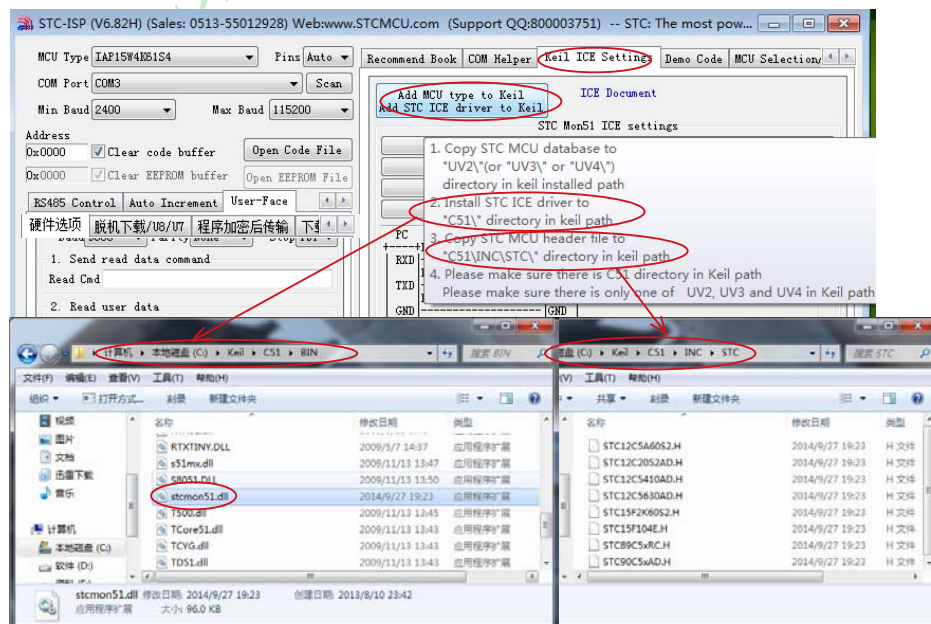 STC-ISP (V6.82H) (Sales: 0513-55012928) Web:www.STCMCU.com (Support QQ:800003751) -- STC: The most pow...
MCU Type IAP15W4K61S4 Pins Auto
COM Port COM3 Scan
Min Baud 2400 Max Baud 115200
Address
0x0000 Clear code buffer Open Code File
0x0000 Clear EEPROM buffer Open EEPROM File
RS485 Control Auto Increment User-Face
硬件选项 脱机下载/U8/U7 程序加密后传输
1. Send read data command
Read Cmd
2. Read user data
Recommend Book COM Helper Keil ICE Settings Demo Code MCU Selection
Add MCU type to Keil
Add STC ICE driver to Keil
ICE Document
STC Mon51 ICE settings
1. Copy STC MCU database to
"UV2\"(or "UV3\" or "UV4\")
directory in keil installed path
2. Install STC ICE driver to
"C51\" directory in keil path
3. Copy STC MCU header file to
"C51\INC\STC\" directory in keil path
4. Please make sure there is C51 directory in Keil path
Please make sure there is only one of UV2, UV3 and UV4 in Keil path
PC
RXD
TXD
GND GND
计算机 本地磁盘 (C:) Keil C51 BIN 搜索 BIN
文件(F) 编辑(E) 查看(V) 工具(T) 帮助(H)
组织 打开方式... 刻录 新建文件夹
视频
图片
文档
迅雷下载
音乐
计算机
本地磁盘 (C:)
软件 (D:)
名称 修改日期 类型
RTXTINY.DLL 2009/5/7 14:37 应用程序扩展
s51mx.dll 2009/11/13 13:47 应用程序扩展
S8051.DLL 2009/11/13 13:50 应用程序扩展
stcmon51.dll 2014/9/27 19:23 应用程序扩展
T500.dll 2009/11/13 13:45 应用程序扩展
TCore51.dll 2009/11/13 13:43 应用程序扩展
TCYG.dll 2009/11/13 13:43 应用程序扩展
TD51.dll 2009/11/13 13:43 应用程序扩展
stcmon51.dll 修改日期: 2014/9/27 19:23 创建日期: 2013/8/10 23:42
应用程序扩展 大小: 96.0 KB
(C:) Keil C51 INC STC 搜索 STC
(V) 工具(T) 帮助(H)
共享 刻录 新建文件夹
名称 修改日期 类型
STC12C5A60S2.H 2014/9/27 19:23 H 文件
STC12C2052AD.H 2014/9/27 19:23 H 文件
STC12C5410AD.H 2014/9/27 19:23 H 文件
STC12C5630AD.H 2014/9/27 19:23 H 文件
STC15F2K60S2.H 2014/9/27 19:23 H 文件
STC15F104E.H 2014/9/27 19:23 H 文件
STC89C5xRC.H 2014/9/27 19:23 H 文件
STC90C5xAD.H 2014/9/27 19:23 H 文件